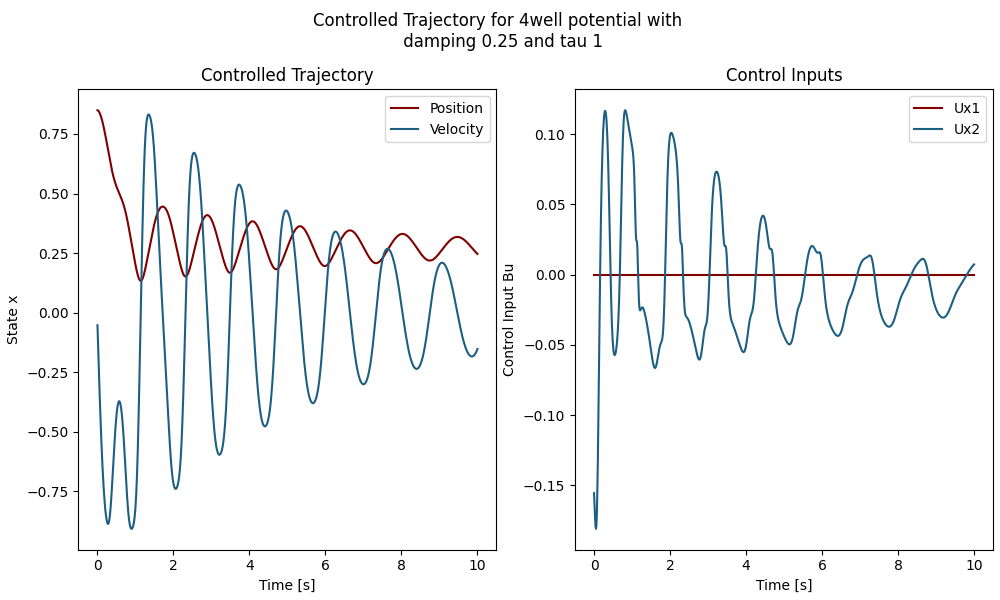 Controlled Trajectory for 4well potential with
damping 0.25 and tau 1
Controlled Trajectory
State x
0.75
0.50
0.25
0.00
−0.25
−0.50
−0.75
Position
Velocity
0 2 4 6 8 10
Time [s]
Control Inputs
Control Input Bu
0.10
0.05
0.00
−0.05
−0.10
−0.15
Ux1
Ux2
0 2 4 6 8 10
Time [s]